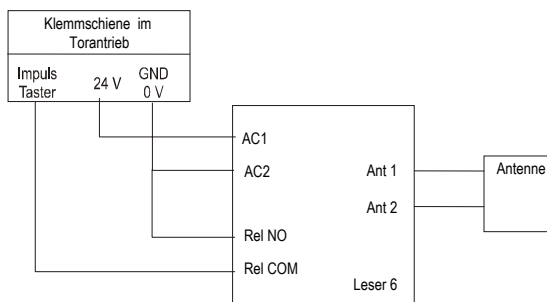 Klemmschiene im
Torantrieb
Impuls
Taster
24 V
GND
0 V
AC1
AC2
Ant 1
Ant 2
Antenne
Rel NO
Rel COM
Leser 6